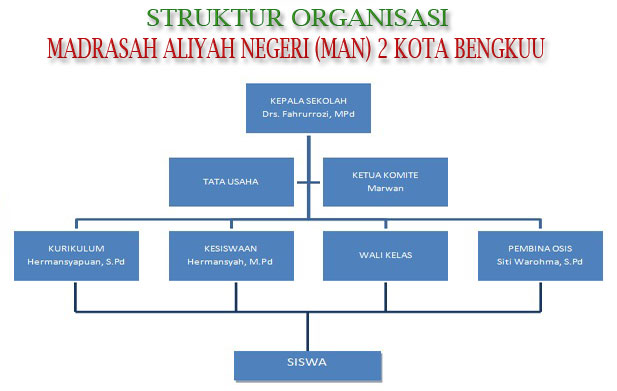 STRUKTUR ORGANISASI
MADRASAH ALIYAH NEGERI (MAN) 2 KOTA BENGKUU
KEPALA SEKOLAH
Drs. Fahrurrozi, MPd
TATA USAHA
KETUA KOMITE
Marwan
KURIKULUM
Hermansyapuan, S.Pd
KESISWAAN
Hermansyah, M.Pd
WALI KELAS
PEMBINA OSIS
Siti Warohma, S.Pd
SISWA